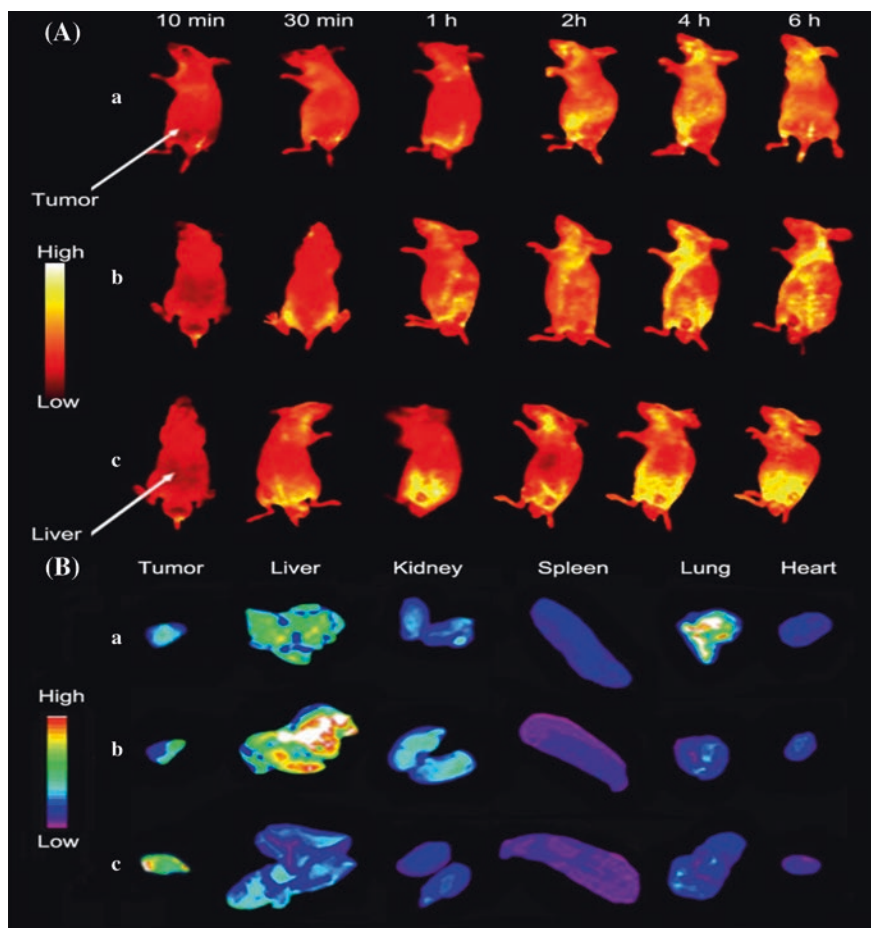 (A) 10 min 30 min 1 h 2h 4 h 6 h
a
Tumor
High
b
Low
c
Liver
(B) Tumor Liver Kidney Spleen Lung Heart
a
High
b
Low
c